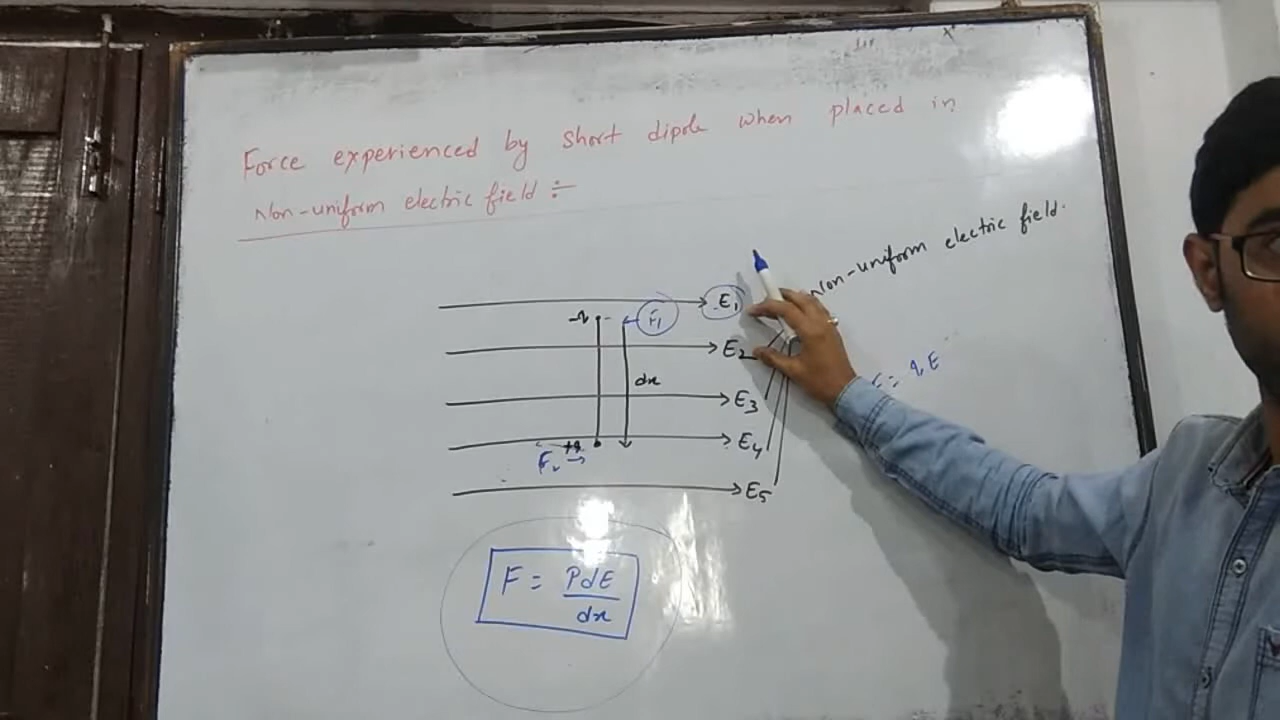 Force experienced by short dipole when placed in
Non-uniform electric field ÷
Non-uniform electric field.
E₁
-q
F₁
E₂
dx
E₃
= qE
E₄
+q
F₂
E₅
F = PdE/dx